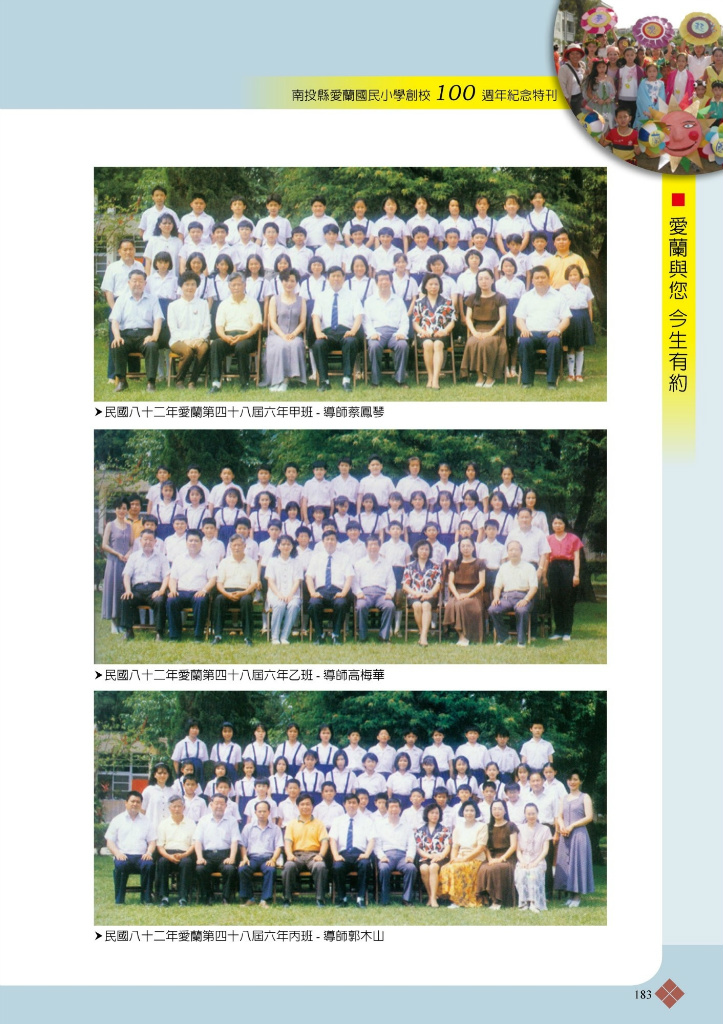 南投縣愛蘭國民小學創校 100 週年紀念特刊
愛蘭與您 今生有約
民國八十二年愛蘭第四十八屆六年甲班 - 導師蔡鳳琴
民國八十二年愛蘭第四十八屆六年乙班 - 導師高梅華
民國八十二年愛蘭第四十八屆六年丙班 - 導師郭木山
183